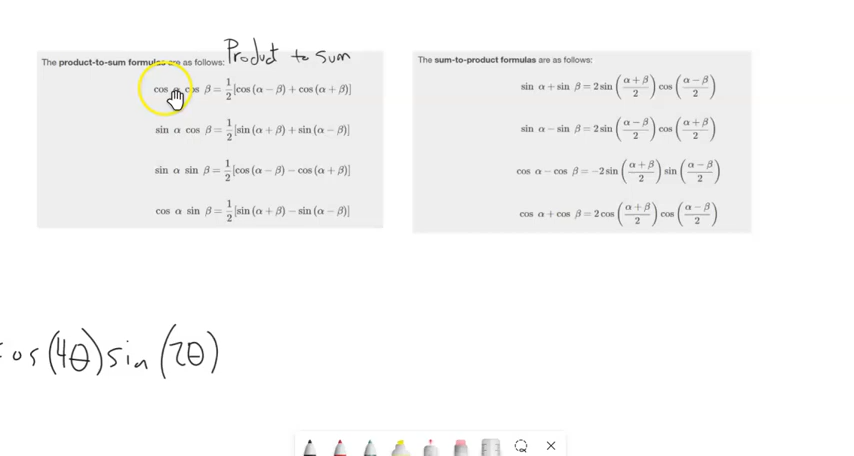 Product to sum
The product-to-sum formulas are as follows:
cos α cos β = 1/2[cos (α − β) + cos (α + β)]
sin α cos β = 1/2[sin (α + β) + sin (α − β)]
sin α sin β = 1/2[cos (α − β) − cos (α + β)]
cos α sin β = 1/2[sin (α + β) − sin (α − β)]
The sum-to-product formulas are as follows:
sin α + sin β = 2 sin ((α + β)/2) cos ((α − β)/2)
sin α − sin β = 2 sin ((α − β)/2) cos ((α + β)/2)
cos α − cos β = −2 sin ((α + β)/2) sin ((α − β)/2)
cos α + cos β = 2 cos ((α + β)/2) cos ((α − β)/2)
cos(4θ)sin(2θ)